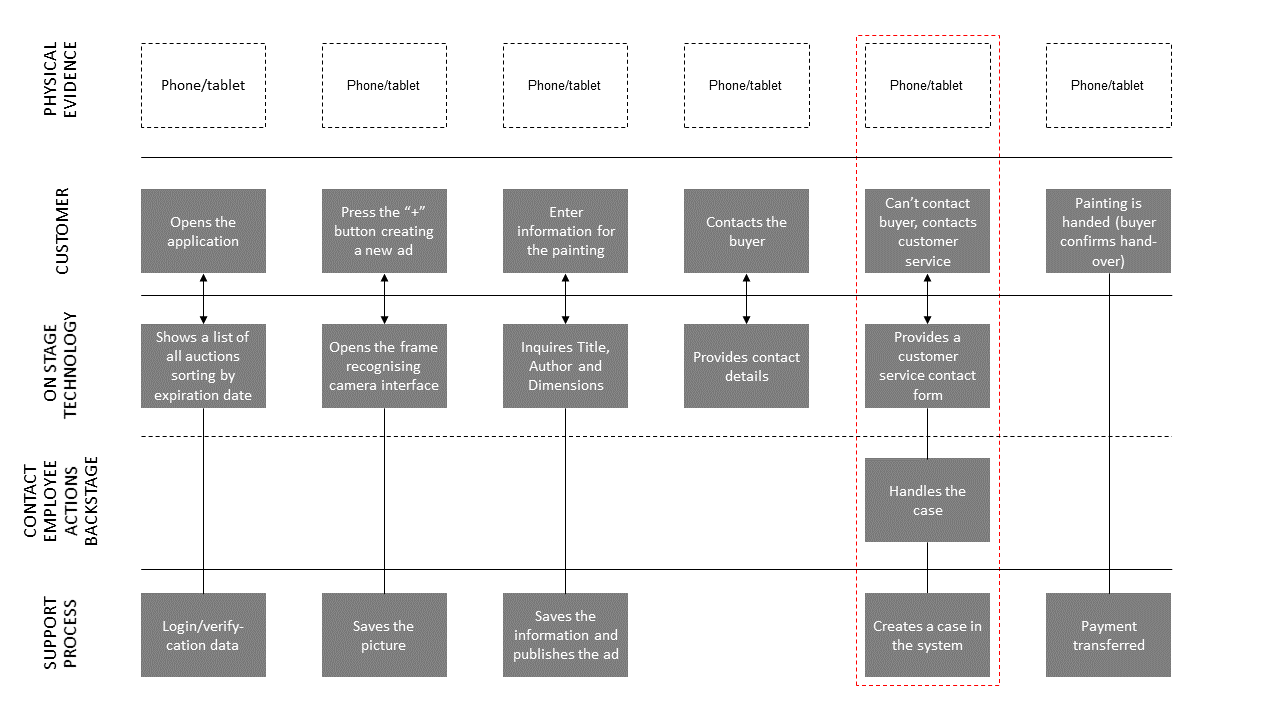 PHYSICAL
EVIDENCE
Phone/tablet
Phone/tablet
Phone/tablet
Phone/tablet
Phone/tablet
Phone/tablet
CUSTOMER
Opens the
application
Press the “+”
button creating
a new ad
Enter
information for
the painting
Contacts the
buyer
Can’t contact
buyer, contacts
customer
service
Painting is
handed (buyer
confirms hand-
over)
ON STAGE
TECHNOLOGY
Shows a list of
all auctions
sorting by
expiration date
Opens the frame
recognising
camera interface
Inquires Title,
Author and
Dimensions
Provides contact
details
Provides a
customer
service contact
form
CONTACT
EMPLOYEE
ACTIONS
BACKSTAGE
Handles the
case
SUPPORT
PROCESS
Login/verify-
cation data
Saves the
picture
Saves the
information and
publishes the ad
Creates a case in
the system
Payment
transferred